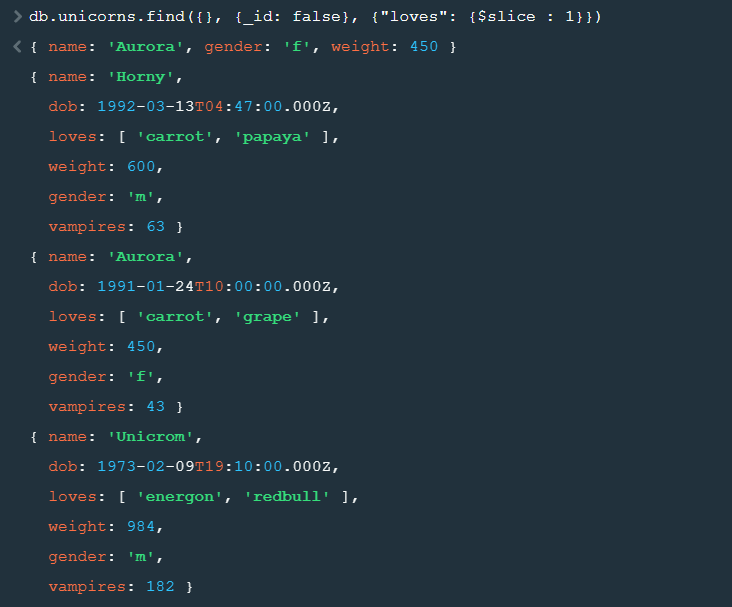 > db.unicorns.find({}, {_id: false}, {"loves": {$slice : 1}})
< { name: 'Aurora', gender: 'f', weight: 450 }
{ name: 'Horny',
dob: 1992-03-13T04:47:00.000Z,
loves: [ 'carrot', 'papaya' ],
weight: 600,
gender: 'm',
vampires: 63 }
{ name: 'Aurora',
dob: 1991-01-24T10:00:00.000Z,
loves: [ 'carrot', 'grape' ],
weight: 450,
gender: 'f',
vampires: 43 }
{ name: 'Unicrom',
dob: 1973-02-09T19:10:00.000Z,
loves: [ 'energon', 'redbull' ],
weight: 984,
gender: 'm',
vampires: 182 }